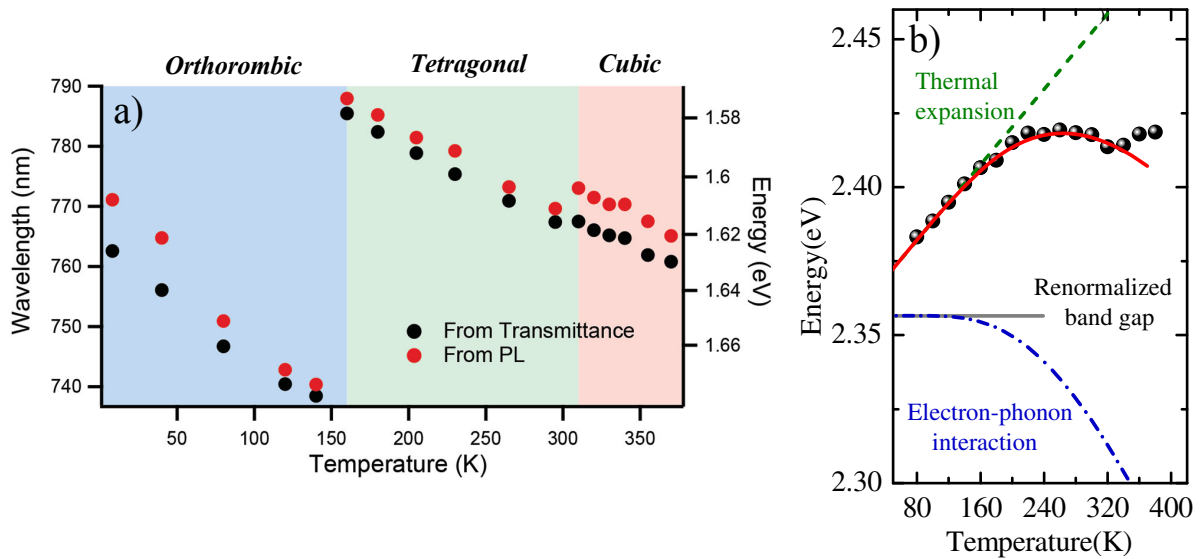 a)
Orthorombic
Tetragonal
Cubic
790
780
770
760
750
740
Wavelength (nm)
1.58
1.6
1.62
1.64
1.66
Energy (eV)
From Transmittance
From PL
50
100
150
200
250
300
350
Temperature (K)
b)
2.45
2.40
2.35
2.30
Energy(eV)
Thermal
expansion
Renormalized
band gap
Electron-phonon
interaction
80
160
240
320
400
Temperature(K)